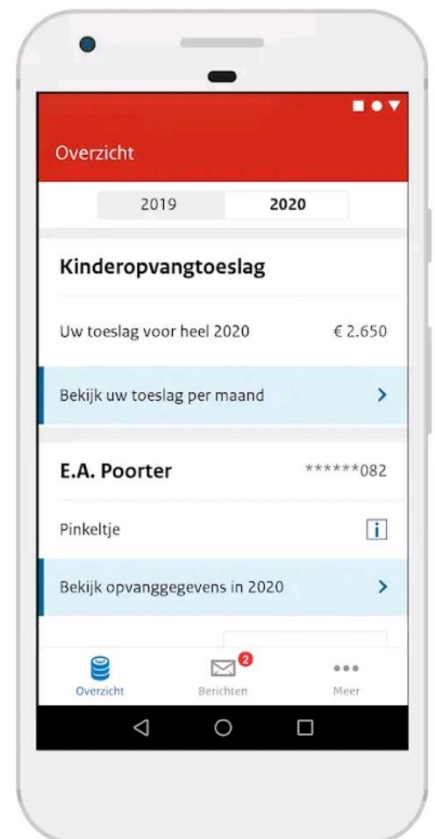 Overzicht
2019 2020
Kinderopvangtoeslag
Uw toeslag voor heel 2020 € 2.650
Bekijk uw toeslag per maand
E.A. Poorter ******082
Pinkeltje i
Bekijk opvanggegevens in 2020
2
Overzicht Berichten Meer